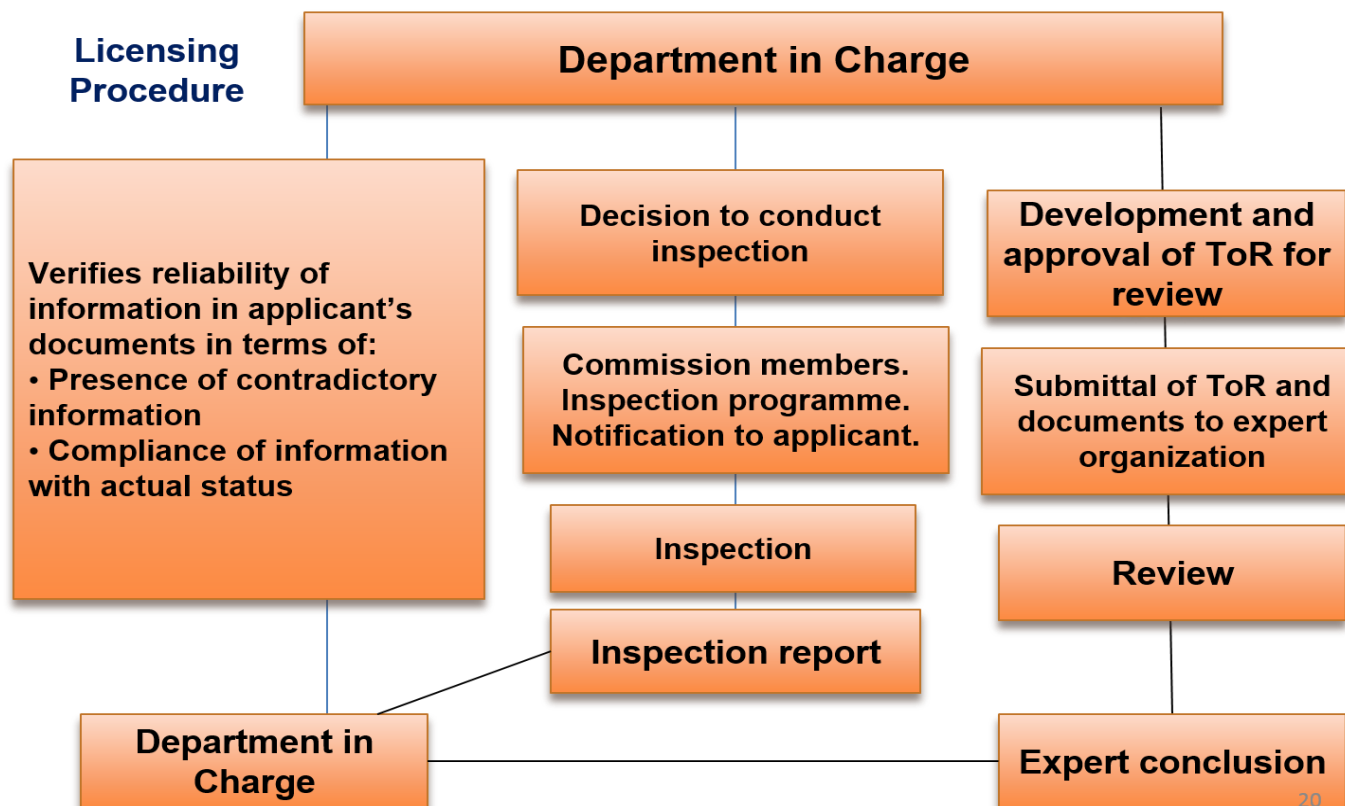 Licensing
Procedure
Department in Charge
Verifies reliability of
information in applicant’s
documents in terms of:
• Presence of contradictory
information
• Compliance of information
with actual status
Decision to conduct
inspection
Commission members.
Inspection programme.
Notification to applicant.
Inspection
Inspection report
Development and
approval of ToR for
review
Submittal of ToR and
documents to expert
organization
Review
Department in
Charge
Expert conclusion
20